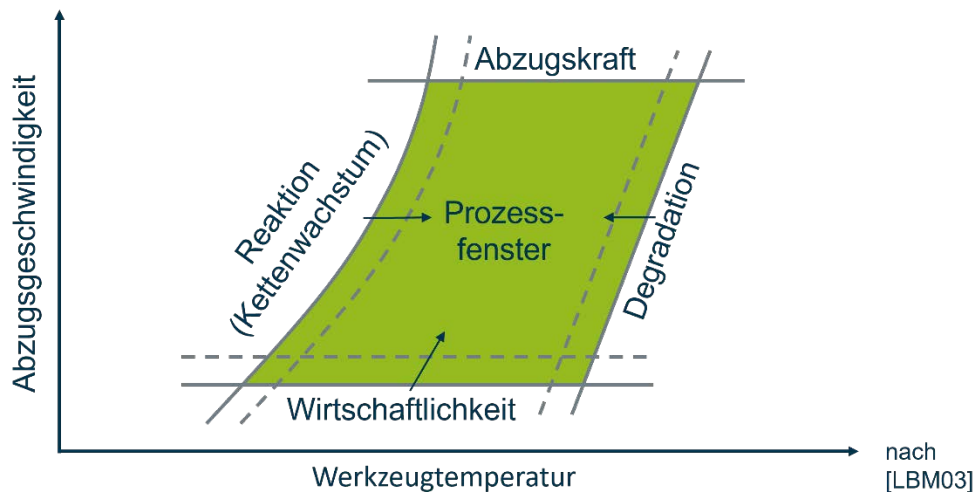 Abzugsgeschwindigkeit
Abzugskraft
Reaktion
(Kettenwachstum)
Prozess-
fenster
Degradation
Wirtschaftlichkeit
Werkzeugtemperatur
nach
[LBM03]